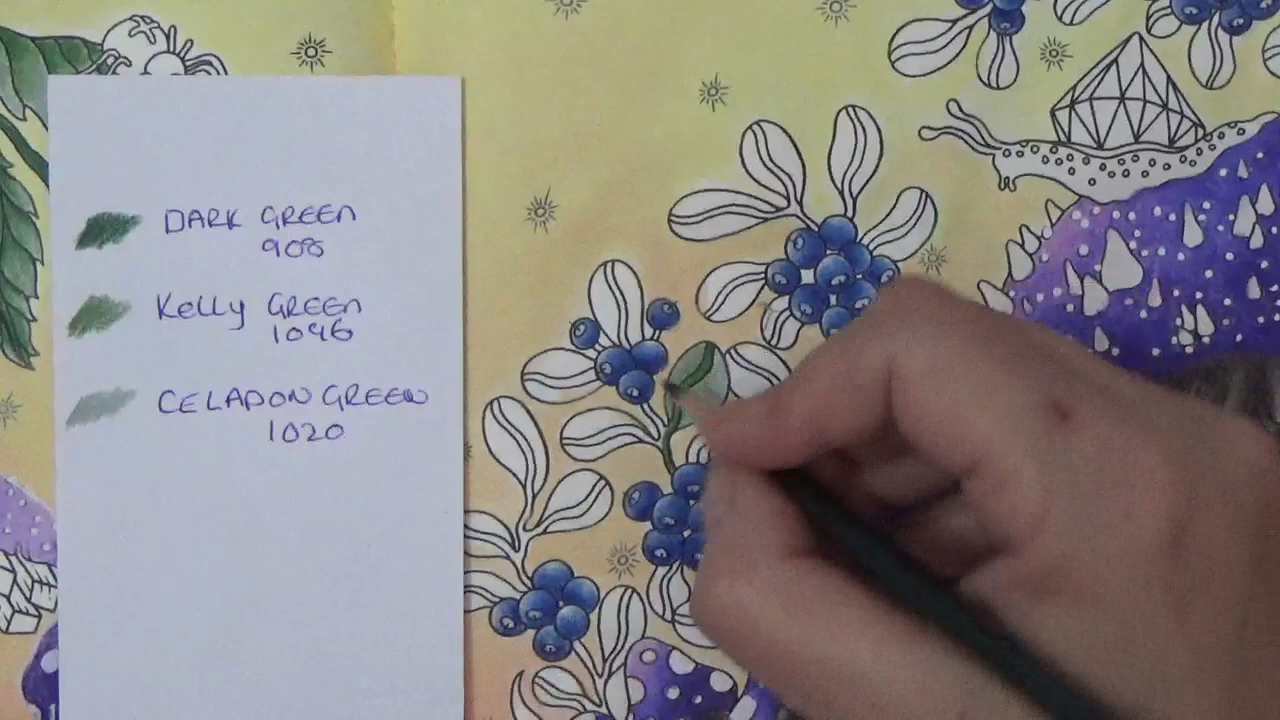 DARK GREEN
908
Kelly GREEN
1096
CELADON GREEN
1020